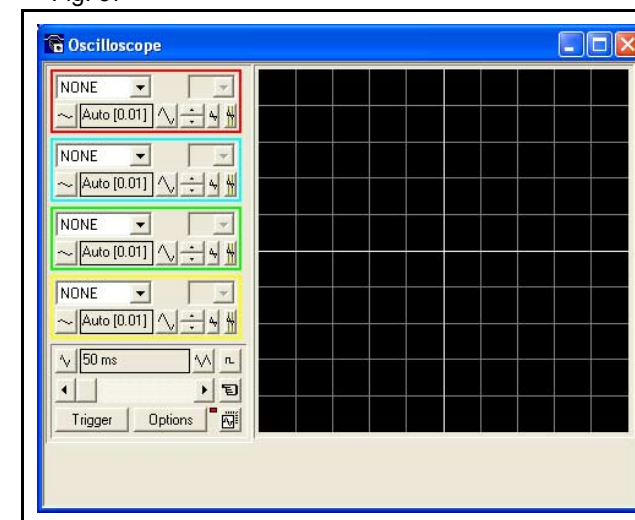 Oscilloscope
NONE
Auto [0.01]
NONE
Auto [0.01]
NONE
Auto [0.01]
NONE
Auto [0.01]
50 ms
Trigger Options